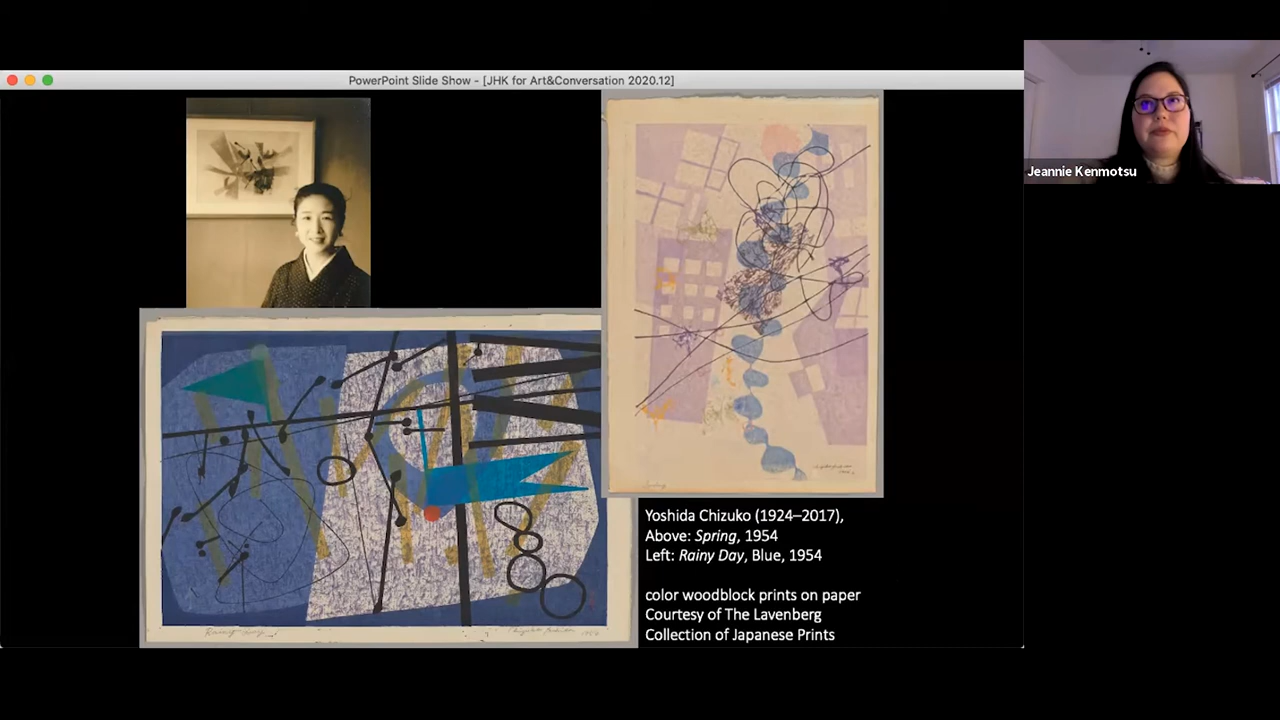 PowerPoint Slide Show - [JHK for Art&Conversation 2020.12]
Jeannie Kenmotsu
Yoshida Chizuko (1924–2017),
Above: Spring, 1954
Left: Rainy Day, Blue, 1954
color woodblock prints on paper
Courtesy of The Lavenberg
Collection of Japanese Prints